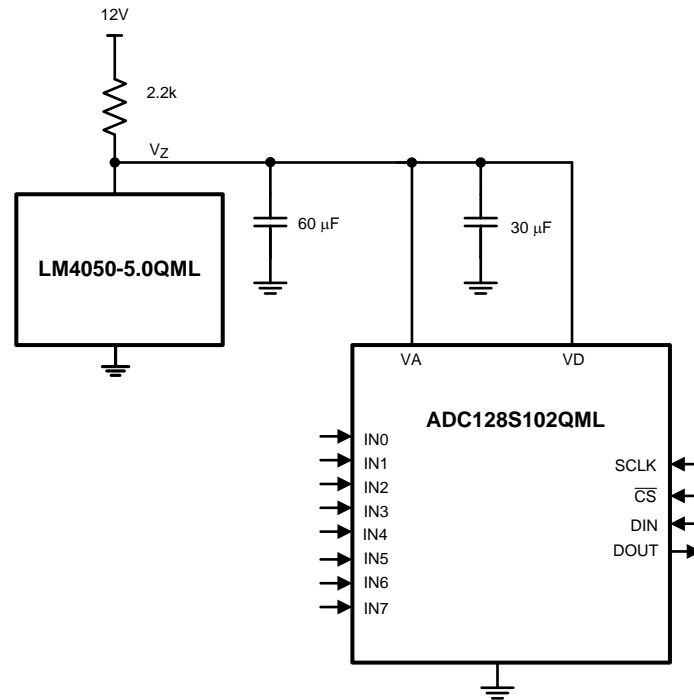 12V
2.2k
VZ
60 µF
30 µF
LM4050-5.0QML
VA
VD
ADC128S102QML
IN0
IN1
IN2
IN3
IN4
IN5
IN6
IN7
SCLK
C̅S̅
DIN
DOUT